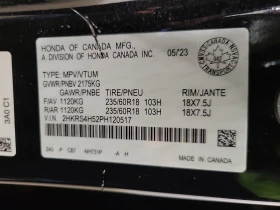 HONDA OF CANADA MFG.,
A DIVISION OF HONDA CANADA INC. 05/23
TYPE: MPV/VTUM
GVWR/PNBV 2175KG
GAWR/PNBE TIRE/PNEU RIM/JANTE
F/AV 1120KG 235/60R18 103H 18X7.5J
R/AR 1120KG 235/60R18 103H 18X7.5J
V.I.N. 2HKRS4H52PH120517
MADE IN CANADA
3A0 C1